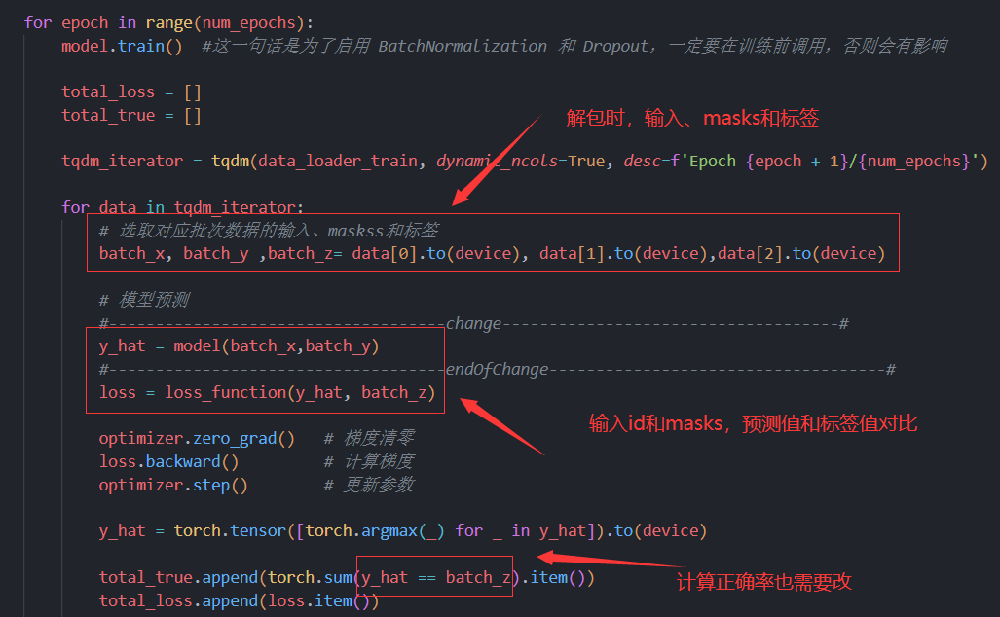 for epoch in range(num_epochs):
model.train()  #这一句话是为了启用 BatchNormalization 和 Dropout，一定要在训练前调用，否则会有影响
total_loss = []
total_true = []
解包时，输入、masks和标签
tqdm_iterator = tqdm(data_loader_train, dynamic_ncols=True, desc=f'Epoch {epoch + 1}/{num_epochs}')
for data in tqdm_iterator:
# 选取对应批次数据的输入、maskss和标签
batch_x, batch_y ,batch_z= data[0].to(device), data[1].to(device),data[2].to(device)
# 模型预测
#------------------------------------change------------------------------------#
y_hat = model(batch_x,batch_y)
#------------------------------------endOfChange------------------------------------#
loss = loss_function(y_hat, batch_z)
输入id和masks，预测值和标签值对比
optimizer.zero_grad()   # 梯度清零
loss.backward()         # 计算梯度
optimizer.step()        # 更新参数
y_hat = torch.tensor([torch.argmax(_) for _ in y_hat]).to(device)
total_true.append(torch.sum(y_hat == batch_z).item())
计算正确率也需要改
total_loss.append(loss.item())